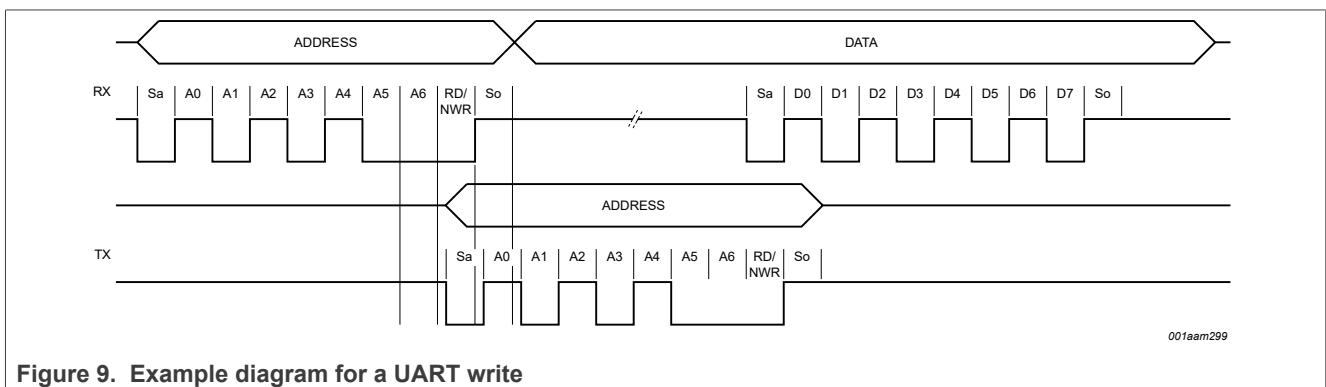 ADDRESS DATA
RX Sa A0 A1 A2 A3 A4 A5 A6 RD/NWR So Sa D0 D1 D2 D3 D4 D5 D6 D7 So
ADDRESS
TX Sa A0 A1 A2 A3 A4 A5 A6 RD/NWR So
001aam299
Figure 9. Example diagram for a UART write